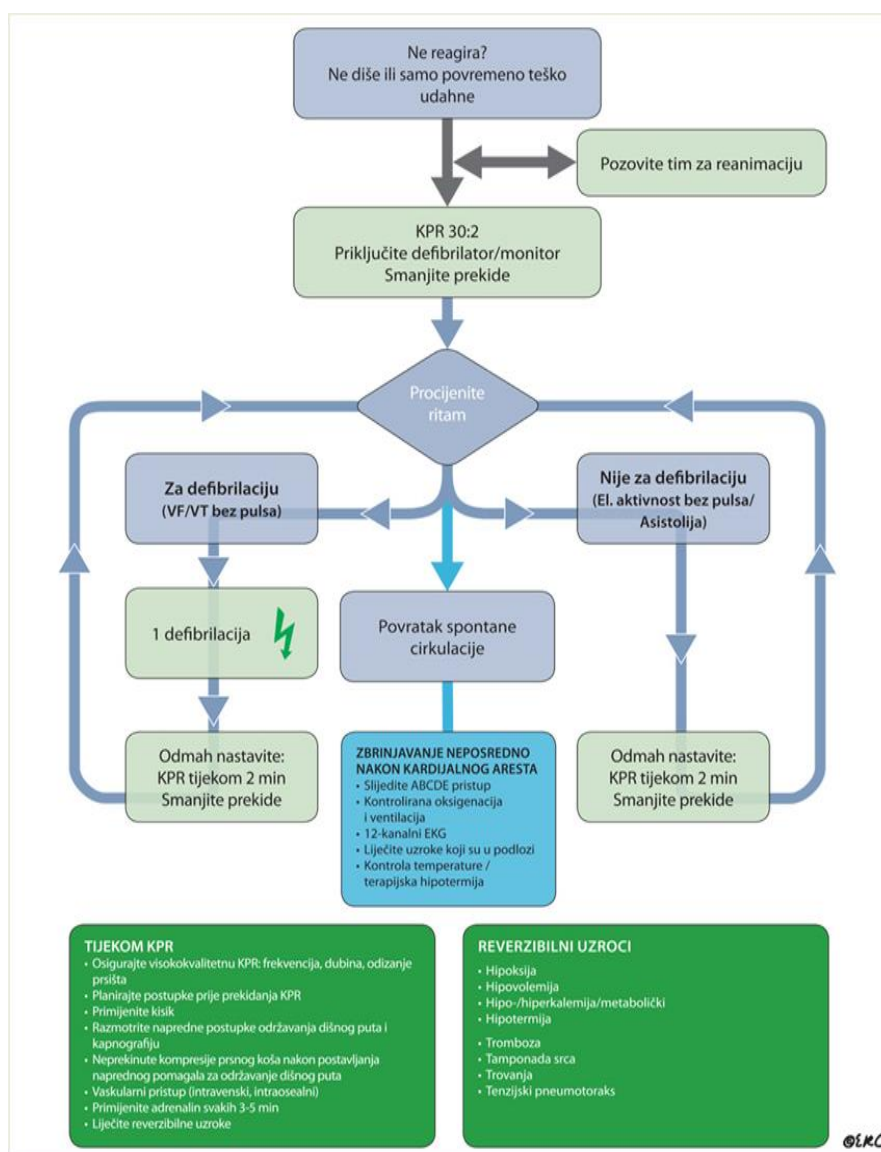 Ne reagira?
Ne diše ili samo povremeno teško
udahne
Pozovite tim za reanimaciju
KPR 30:2
Priključite defibrilator/monitor
Smanjite prekide
Procijenite
ritam
Za defibrilaciju
(VF/VT bez pulsa)
Nije za defibrilaciju
(El. aktivnost bez pulsa/
Asistolija)
1 defibrilacija
Povratak spontane
cirkulacije
Odmah nastavite:
KPR tijekom 2 min
Smanjite prekide
ZBRINJAVANJE NEPOSREDNO
NAKON KARDIJALNOG ARESTA
• Slijedite ABCDE pristup
• Kontrolirana oksigenacija
i ventilacija
• 12-kanalni EKG
• Liječite uzroke koji su u podlozi
• Kontrola temperature /
terapijska hipotermija
Odmah nastavite:
KPR tijekom 2 min
Smanjite prekide
TIJEKOM KPR
• Osigurajte visokokvalitetnu KPR: frekvencija, dubina, odizanje
prsišta
• Planirajte postupke prije prekidanja KPR
• Primijenite kisik
• Razmotrite napredne postupke održavanja dišnog puta i
kapnografiju
• Neprekinute kompresije prsnog koša nakon postavljanja
naprednog pomagala za održavanje dišnog puta
• Vaskularni pristup (intravenski, intraosealni)
• Primijenite adrenalin svakih 3-5 min
• Liječite reverzibilne uzroke
REVERZIBILNI UZROCI
• Hipoksija
• Hipovolemija
• Hipo-/hiperkalemija/metabolički
• Hipotermija
• Tromboza
• Tamponada srca
• Trovanja
• Tenzijski pneumotoraks
©ERC